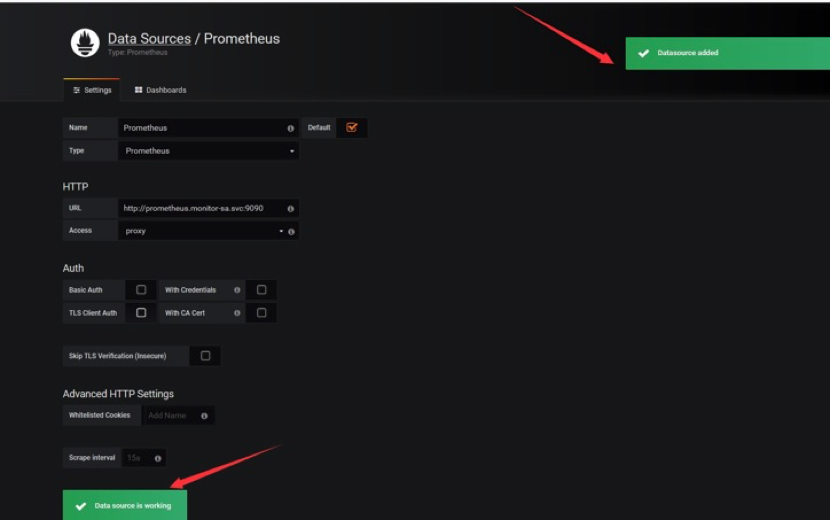 Data Sources / Prometheus
Type: Prometheus
Datasource added
Settings Dashboards
Name Prometheus Default
Type Prometheus
HTTP
URL http://prometheus.monitor-sa.svc:9090
Access proxy
Auth
Basic Auth With Credentials
TLS Client Auth With CA Cert
Skip TLS Verification (Insecure)
Advanced HTTP Settings
Whitelisted Cookies Add Name
Scrape interval 15s
Data source is working